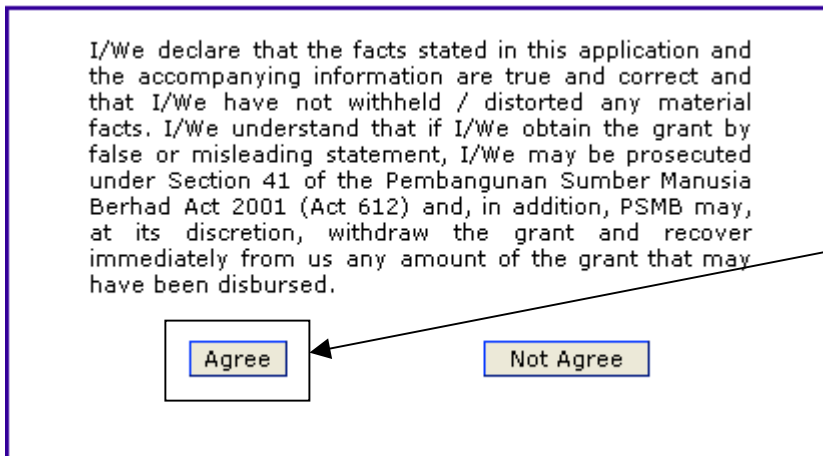 I/We declare that the facts stated in this application and
the accompanying information are true and correct and
that I/We have not withheld / distorted any material
facts. I/We understand that if I/We obtain the grant by
false or misleading statement, I/We may be prosecuted
under Section 41 of the Pembangunan Sumber Manusia
Berhad Act 2001 (Act 612) and, in addition, PSMB may,
at its discretion, withdraw the grant and recover
immediately from us any amount of the grant that may
have been disbursed.
Agree Not Agree